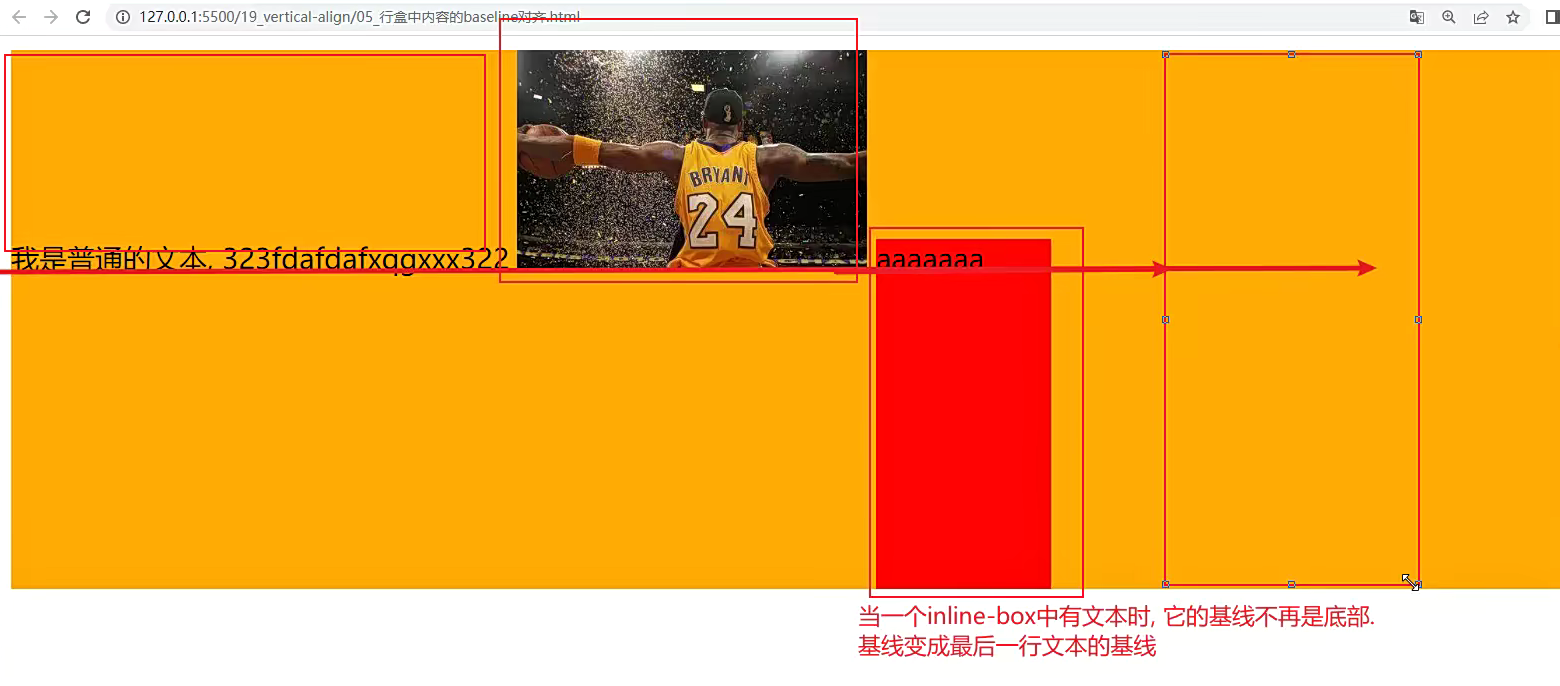 127.0.0.1:5500/19_vertical-align/05_行盒中内容的baseline对齐.html
BRYANT
24
我是普通的文本, 323fdafdafxqgxxx322
aaaaaaa
当一个inline-box中有文本时, 它的基线不再是底部.
基线变成最后一行文本的基线